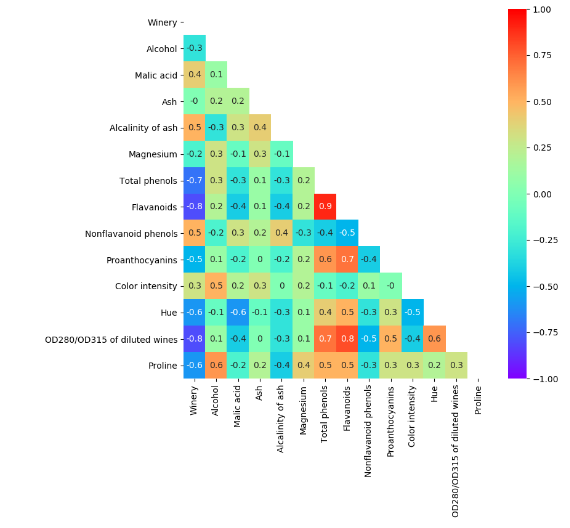 Winery
Alcohol -0.3
Malic acid 0.4 0.1
Ash -0 0.2 0.2
Alcalinity of ash 0.5 -0.3 0.3 0.4
Magnesium -0.2 0.3 -0.1 0.3 -0.1
Total phenols -0.7 0.3 -0.3 0.1 -0.3 0.2
Flavanoids -0.8 0.2 -0.4 0.1 -0.4 0.2 0.9
Nonflavanoid phenols 0.5 -0.2 0.3 0.2 0.4 -0.3 -0.4 -0.5
Proanthocyanins -0.5 0.1 -0.2 0 -0.2 0.2 0.6 0.7 -0.4
Color intensity 0.3 0.5 0.2 0.3 0 0.2 -0.1 -0.2 0.1 -0
Hue -0.6 -0.1 -0.6 -0.1 -0.3 0.1 0.4 0.5 -0.3 0.3 -0.5
OD280/OD315 of diluted wines -0.8 0.1 -0.4 0 -0.3 0.1 0.7 0.8 -0.5 0.5 -0.4 0.6
Proline -0.6 0.6 -0.2 0.2 -0.4 0.4 0.5 0.5 -0.3 0.3 0.3 0.2 0.3
Winery
Alcohol
Malic acid
Ash
Alcalinity of ash
Magnesium
Total phenols
Flavanoids
Nonflavanoid phenols
Proanthocyanins
Color intensity
Hue
OD280/OD315 of diluted wines
Proline
1.00
0.75
0.50
0.25
0.00
−0.25
−0.50
−0.75
−1.00